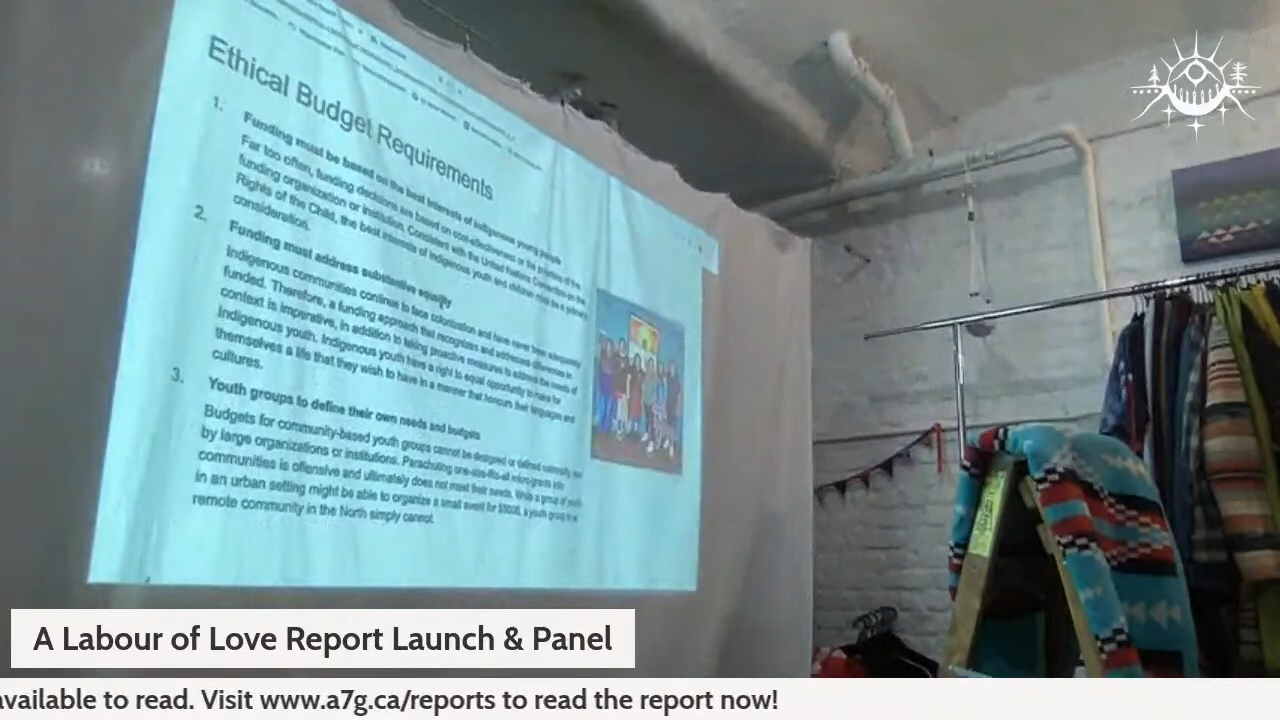 Ethical Budget Requirements
1. Funding must be based on the best interests of Indigenous young people
Far too often, funding decisions are based on cost-effectiveness or the priorities of the
funding organization or institution. Consistent with the United Nations Convention on the
Rights of the Child, the best interests of Indigenous youth and children must be a primary
consideration.
2. Funding must address substantive equality
Indigenous communities continue to face colonization and have never been adequately
funded. Therefore, a funding approach that recognizes and addresses differences in
context is imperative, in addition to taking proactive measures to address the needs of
Indigenous youth. Indigenous youth have a right to equal opportunity to make for
themselves a life that they wish to have in a manner that honours their languages and
cultures.
3. Youth groups to define their own needs and budgets
Budgets for community-based youth groups cannot be designed or defined nationally, nor
by large organizations or institutions. Parachuting one-size-fits-all microgrants into
communities is offensive and ultimately does not meet their needs. While a group of youth
in an urban setting might be able to organize a small event for $5000, a youth group in a
remote community in the North simply cannot.
A Labour of Love Report Launch & Panel
available to read. Visit www.a7g.ca/reports to read the report now!